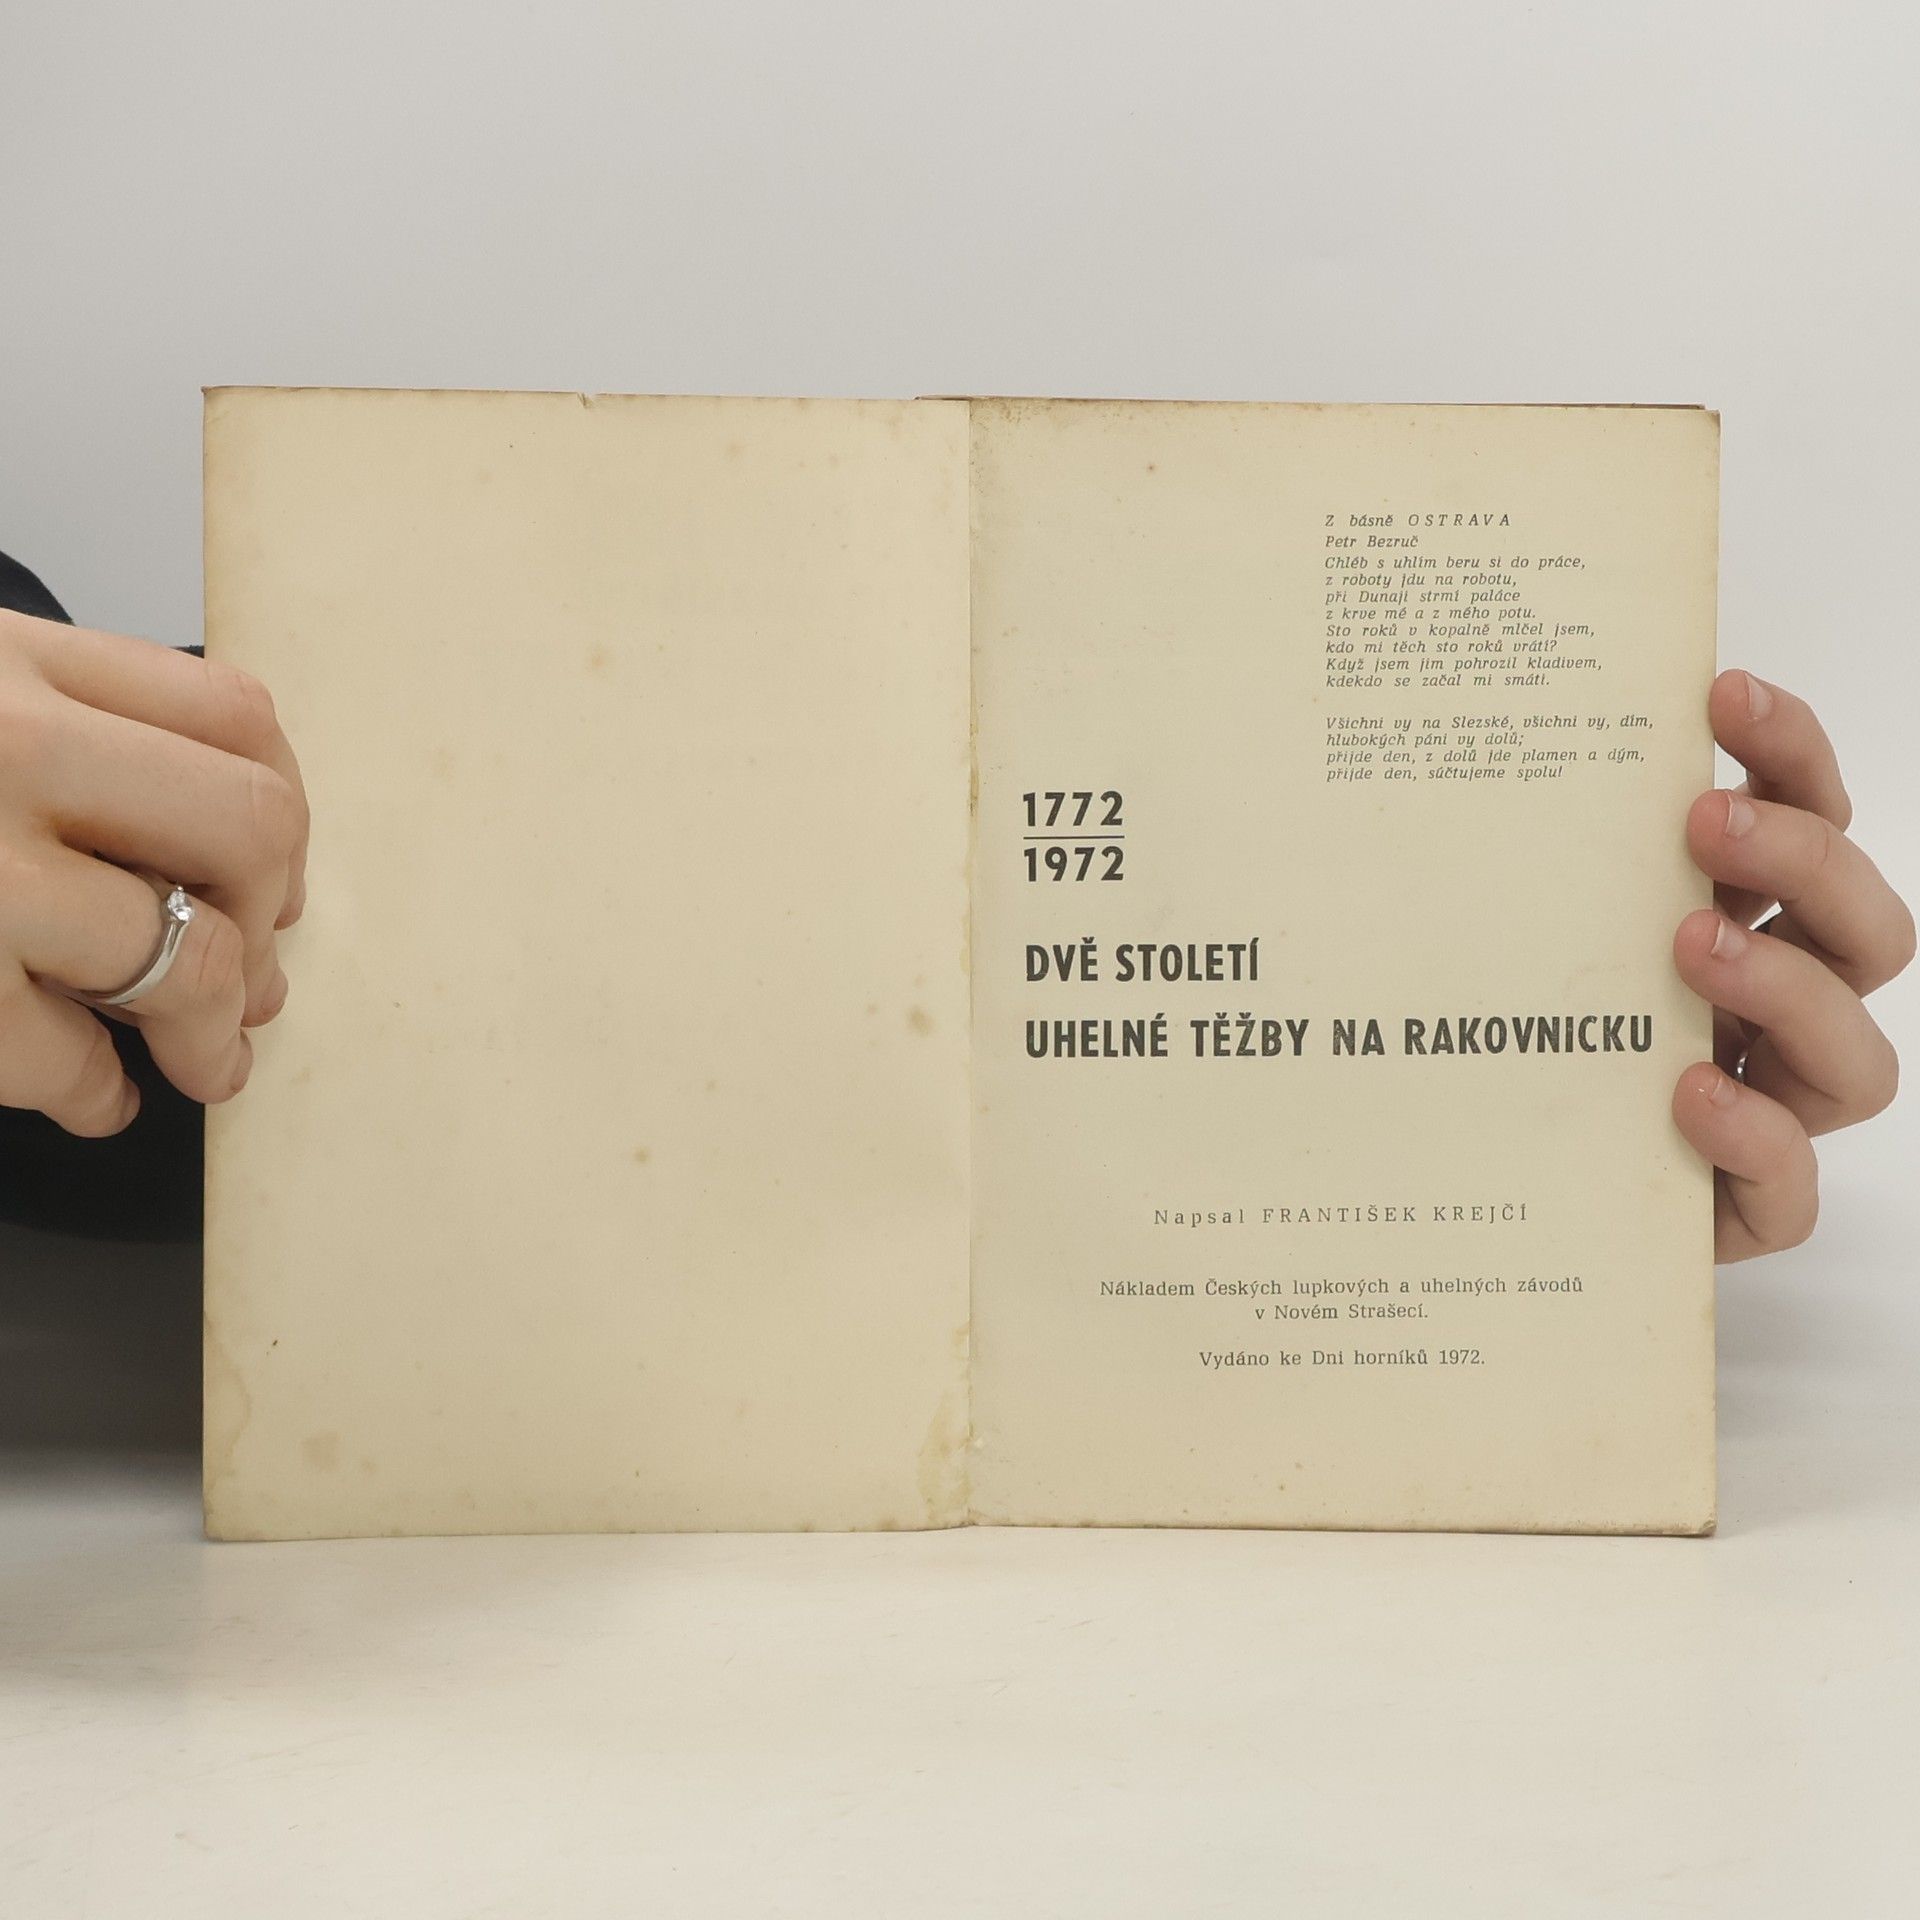 Z básně OSTRAVA
Petr Bezruč
Chléb s uhlím beru si do práce,
z roboty jdu na robotu,
při Dunaji strmí paláce
z krve mé a z mého potu.
Sto roků v kopalně mlčel jsem,
kdo mi těch sto roků vrátí?
Když jsem jim pohrozil kladivem,
kdekdo se začal mi smáti.
Všichni vy na Slezské, všichni vy, dím,
hlubokých páni vy dolů;
přijde den, z dolů jde plamen a dým,
přijde den, súčtujeme spolu!
1772
1972
DVĚ STOLETÍ
UHELNÉ TĚŽBY NA RAKOVNICKU
Napsal FRANTIŠEK KREJČÍ
Nákladem Českých lupkových a uhelných závodů
v Novém Strašecí.
Vydáno ke Dni horníků 1972.